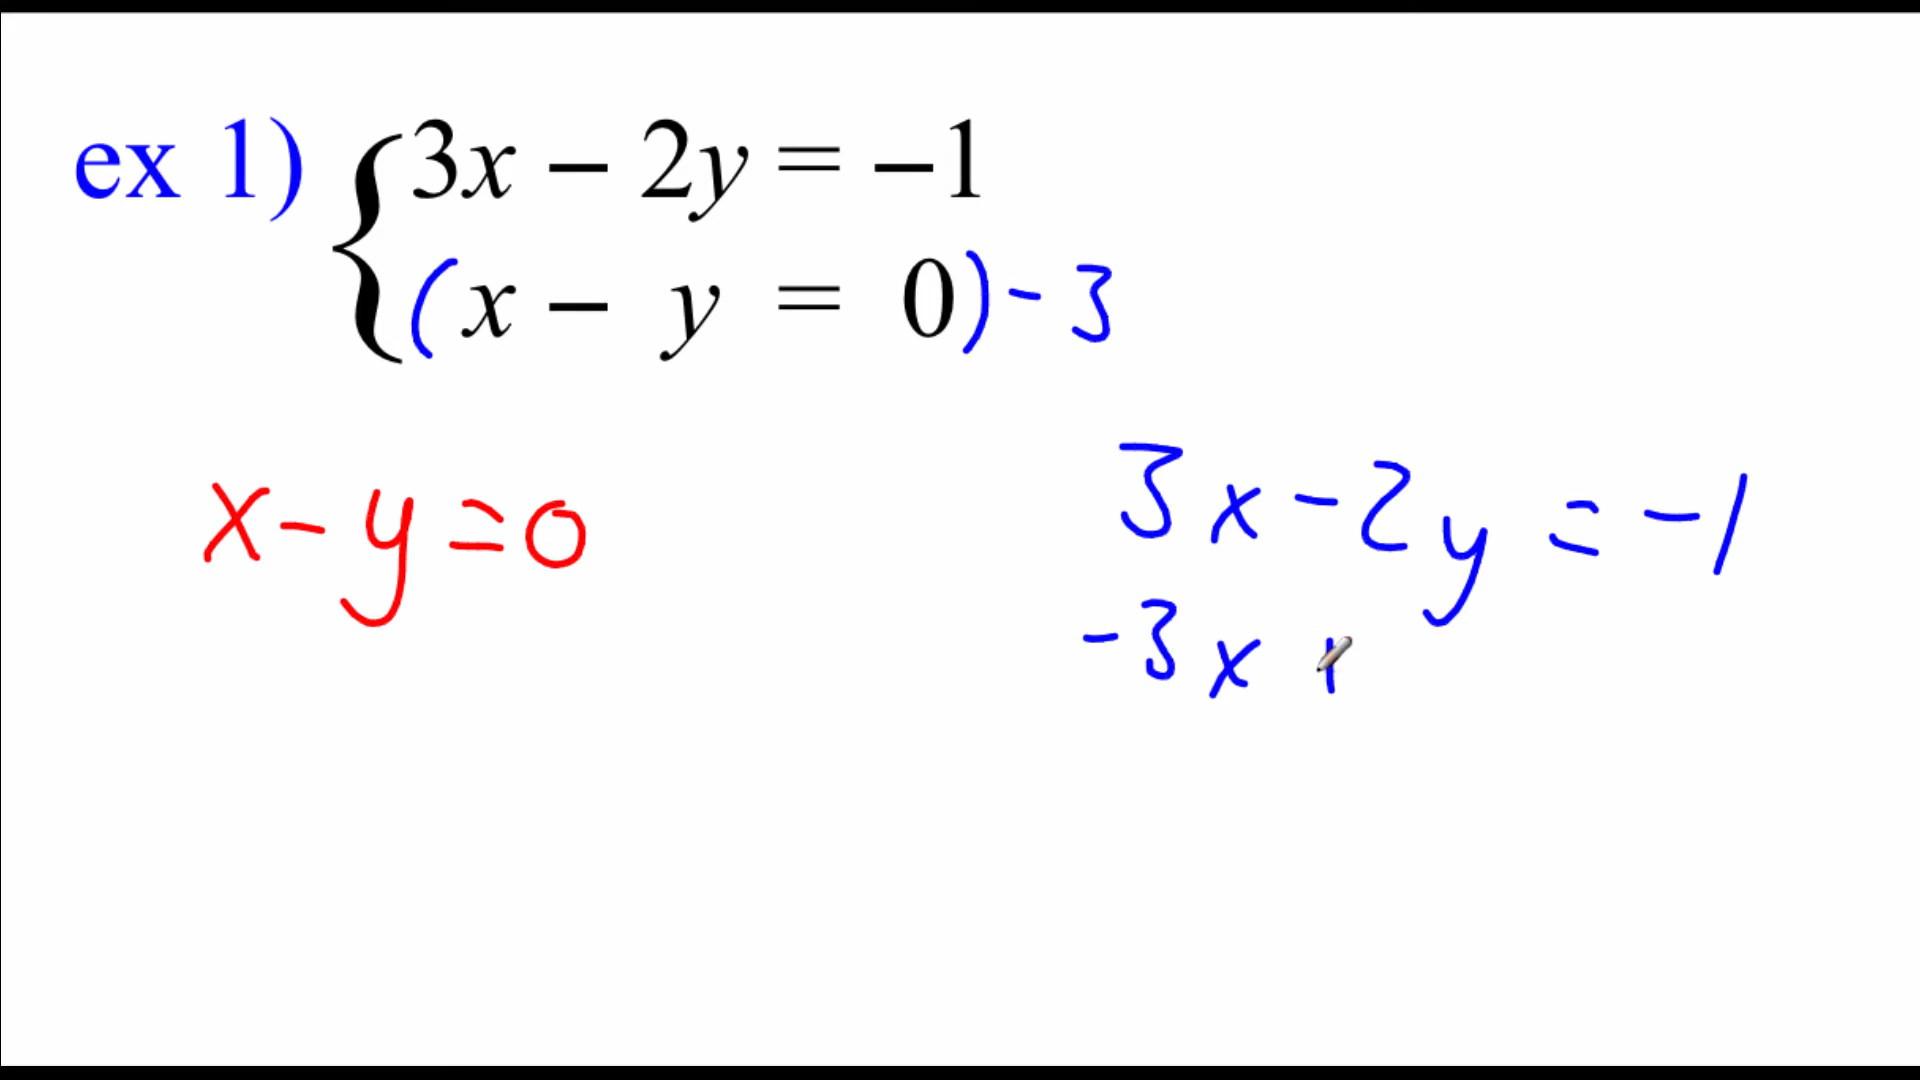 ex 1) { 3x − 2y = −1
(x − y = 0) - 3
x - y = 0
3x - 2y = -1
-3x